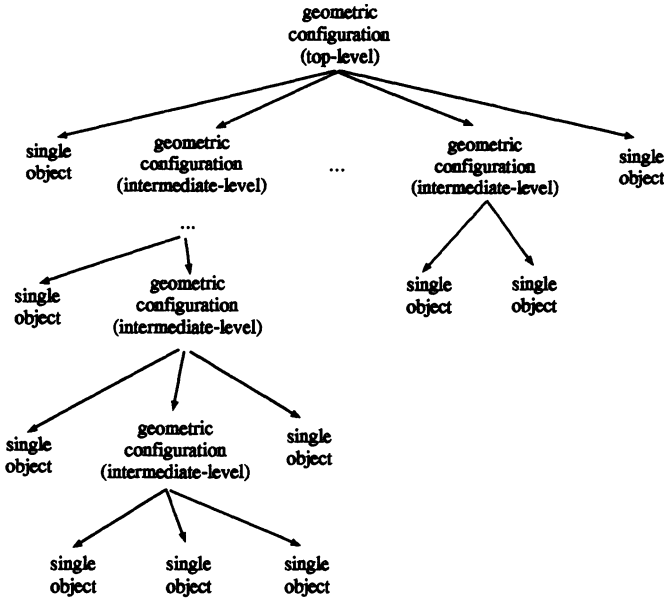 geometric
configuration
(top-level)
single
object
geometric
configuration
(intermediate-level)
...
geometric
configuration
(intermediate-level)
single
object
...
single
object
geometric
configuration
(intermediate-level)
single
object
single
object
single
object
geometric
configuration
(intermediate-level)
single
object
single
object
single
object
single
object